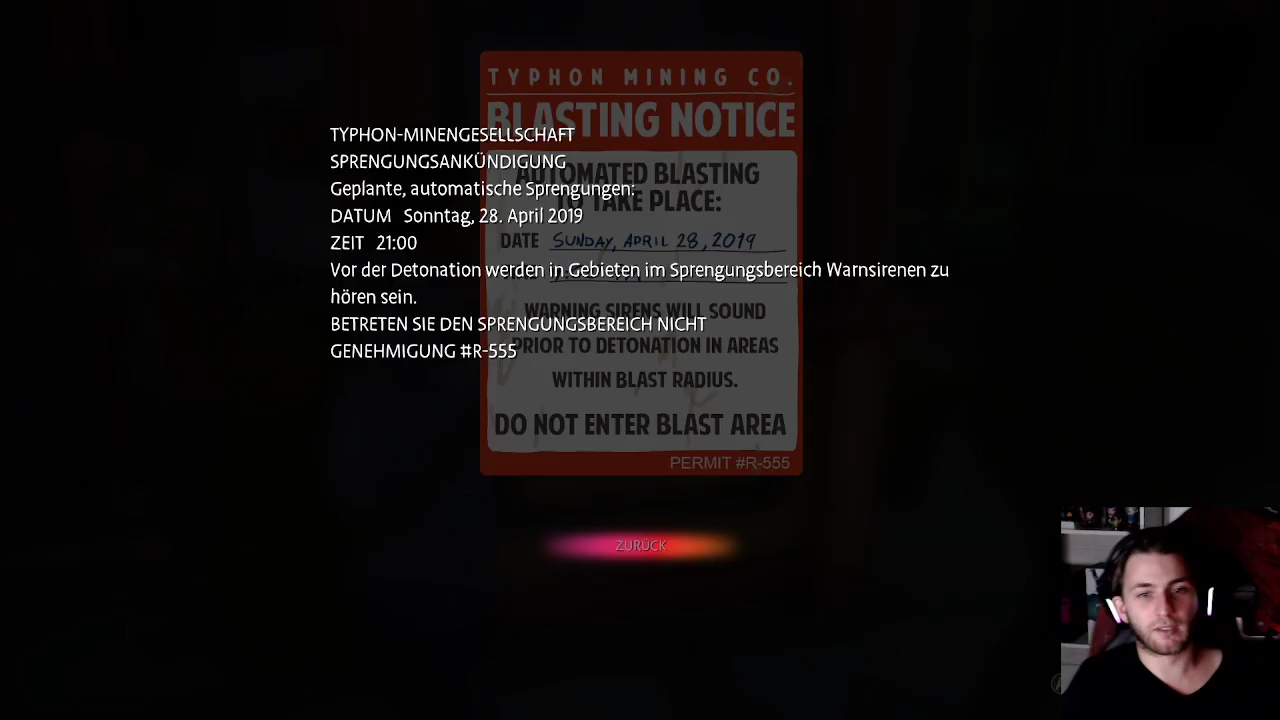 TYPHON MINING CO.
BLASTING NOTICE
TYPHON-MINENGESELLSCHAFT
SPRENGUNGSANKÜNDIGUNG
AUTOMATED BLASTING
TO TAKE PLACE:
Geplante, automatische Sprengungen:
DATUM Sonntag, 28. April 2019
ZEIT 21:00
DATE SUNDAY, APRIL 28, 2019
Vor der Detonation werden in Gebieten im Sprengungsbereich Warnsirenen zu
hören sein.
BETRETEN SIE DEN SPRENGUNGSBEREICH NICHT
GENEHMIGUNG #R-555
WARNING SIRENS WILL SOUND
PRIOR TO DETONATION IN AREAS
WITHIN BLAST RADIUS.
DO NOT ENTER BLAST AREA
PERMIT #R-555
ZURÜCK